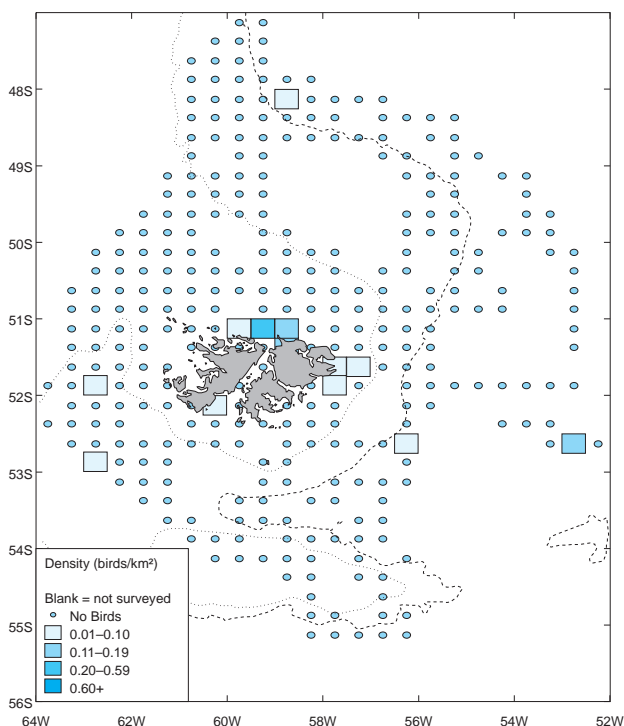 48S
49S
50S
51S
52S
53S
54S
55S
56S
Density (birds/km²)
Blank = not surveyed
No Birds
0.01–0.10
0.11–0.19
0.20–0.59
0.60+
64W 62W 60W 58W 56W 54W 52W